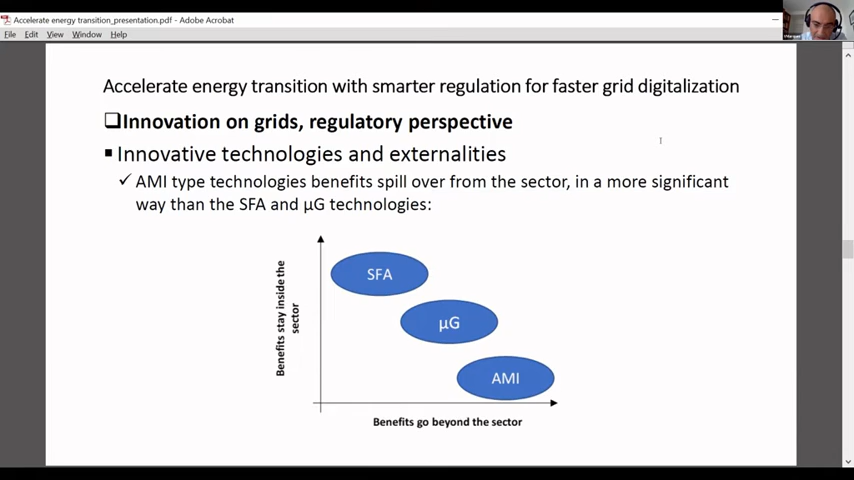 Accelerate energy transition_presentation.pdf - Adobe Acrobat
File Edit View Window Help
Accelerate energy transition with smarter regulation for faster grid digitalization
Innovation on grids, regulatory perspective
Innovative technologies and externalities
AMI type technologies benefits spill over from the sector, in a more significant
way than the SFA and µG technologies:
Benefits stay inside the
sector
SFA
µG
AMI
Benefits go beyond the sector